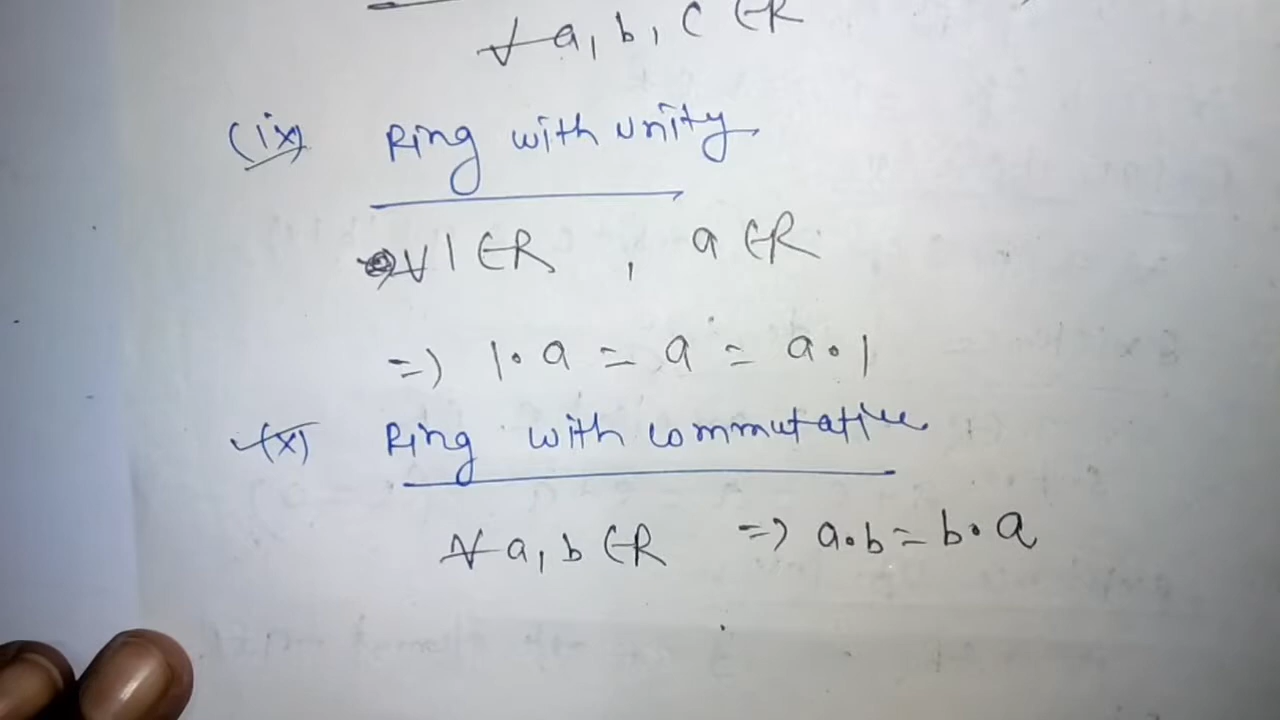 ∀ a, b, c ∈ R
(ix) Ring with unity
∀ 1 ∈ R , a ∈ R
=> 1·a = a = a·1
(x) Ring with commutative
∀ a, b ∈ R => a·b = b·a